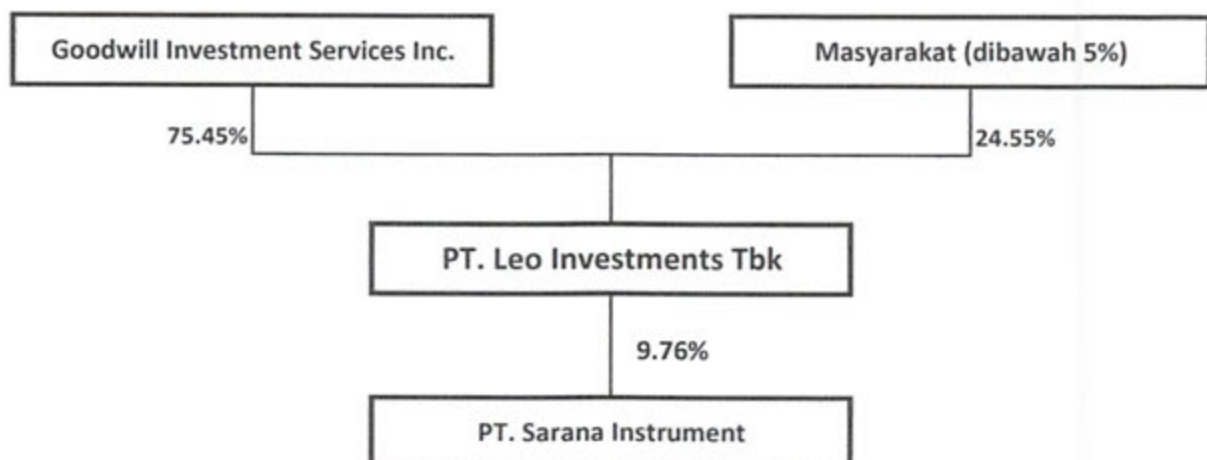 Goodwill Investment Services Inc.
Masyarakat (dibawah 5%)
75.45%
24.55%
PT. Leo Investments Tbk
9.76%
PT. Sarana Instrument